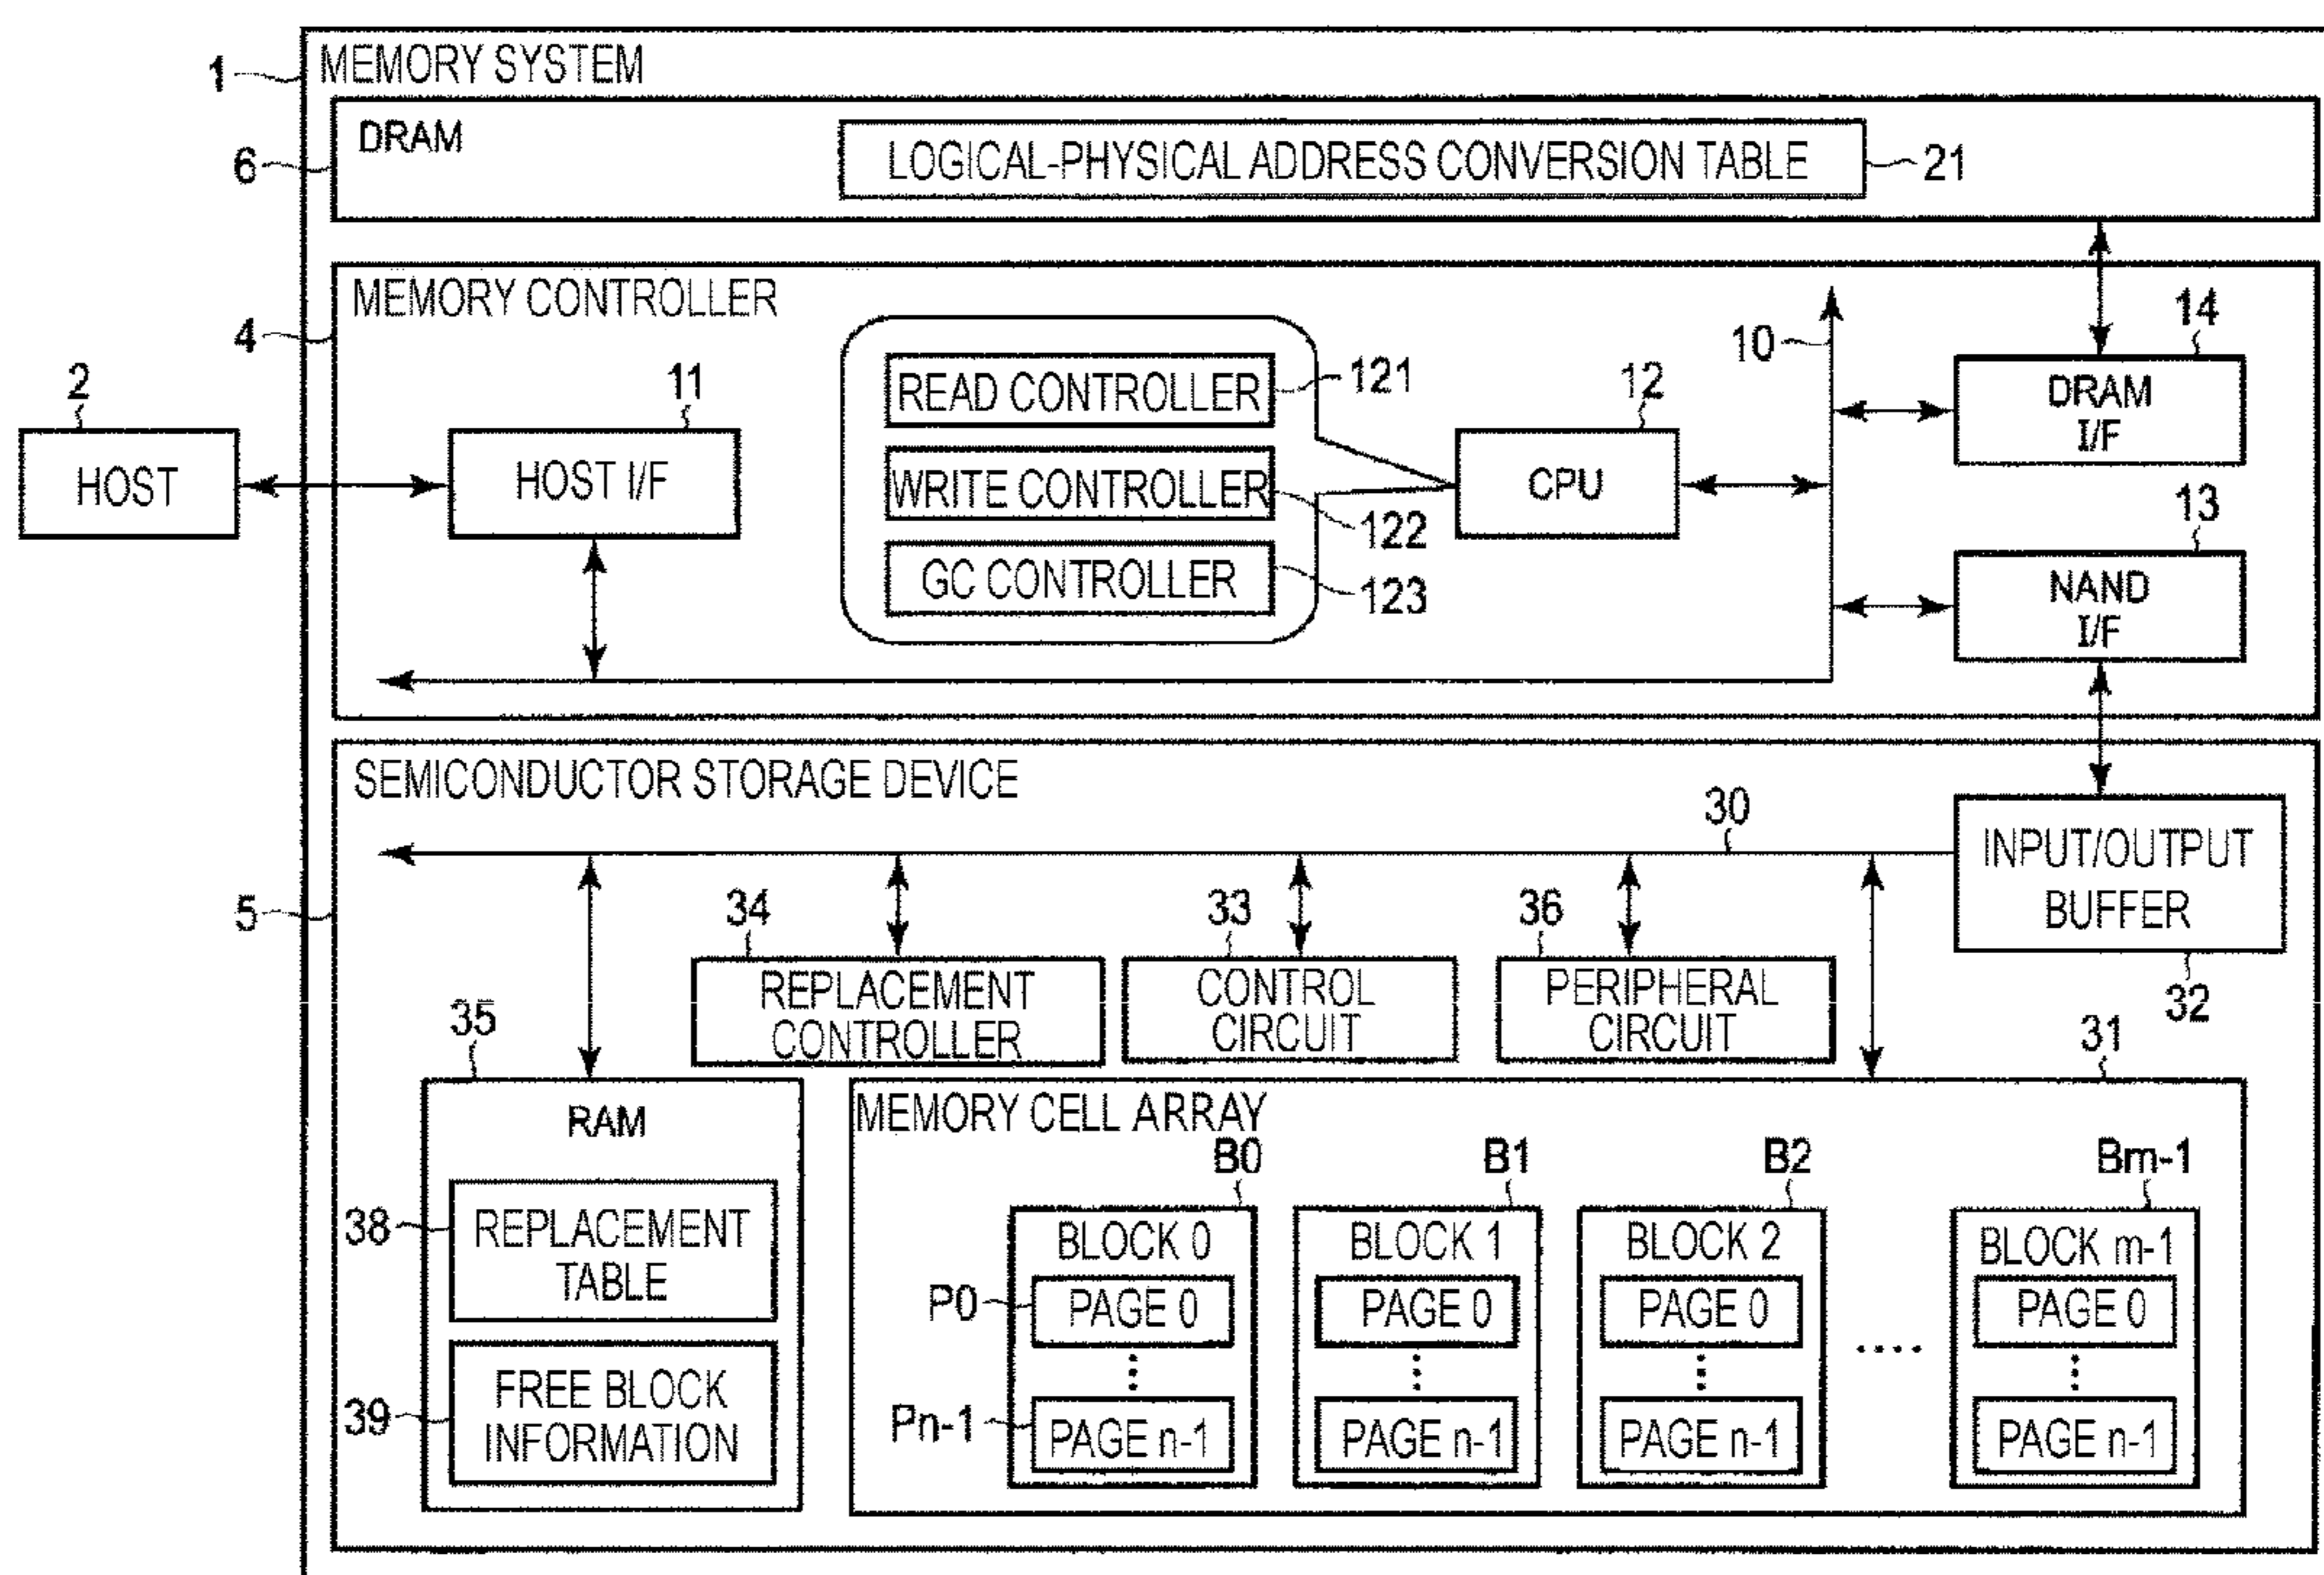 1
MEMORY SYSTEM
6
DRAM
LOGICAL-PHYSICAL ADDRESS CONVERSION TABLE
21
MEMORY CONTROLLER
4
2
HOST
11
HOST I/F
READ CONTROLLER
121
WRITE CONTROLLER
122
GC CONTROLLER
123
12
CPU
10
14
DRAM
I/F
13
NAND
I/F
SEMICONDUCTOR STORAGE DEVICE
5
30
INPUT/OUTPUT
BUFFER
32
34
REPLACEMENT
CONTROLLER
33
CONTROL
CIRCUIT
36
PERIPHERAL
CIRCUIT
35
RAM
38
REPLACEMENT
TABLE
39
FREE BLOCK
INFORMATION
31
MEMORY CELL ARRAY
B0
B1
B2
Bm-1
BLOCK 0
BLOCK 1
BLOCK 2
BLOCK m-1
P0
PAGE 0
PAGE 0
PAGE 0
PAGE 0
Pn-1
PAGE n-1
PAGE n-1
PAGE n-1
PAGE n-1